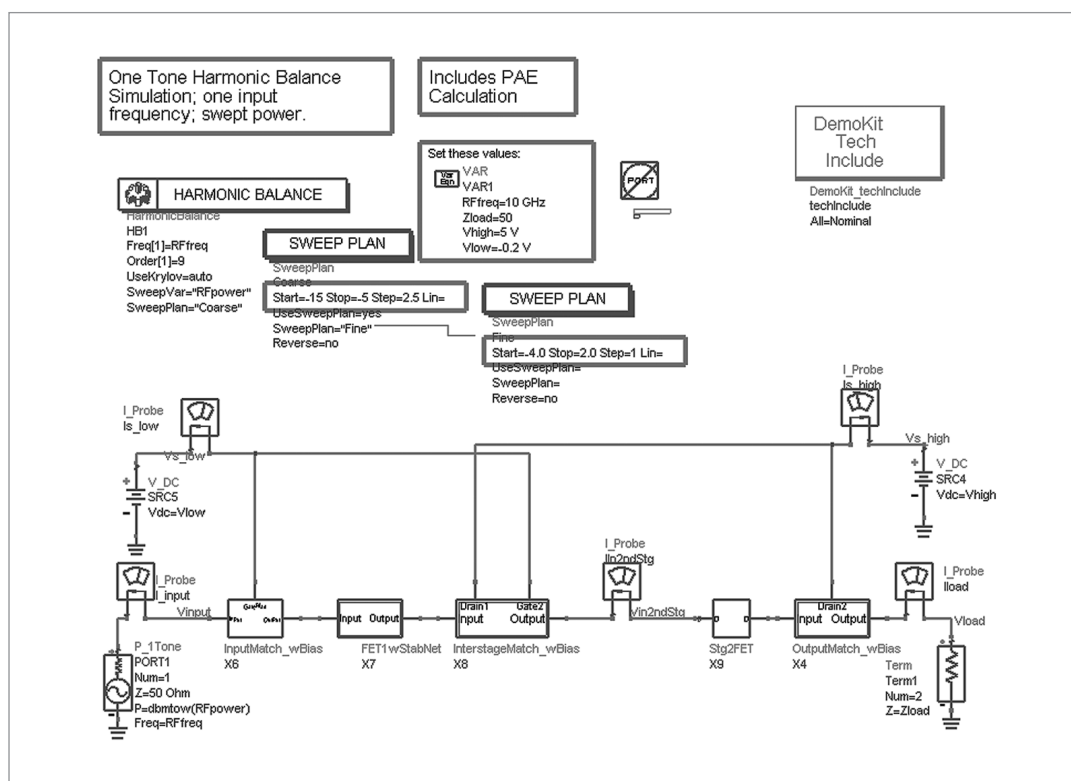 One Tone Harmonic Balance
Simulation; one input
frequency; swept power.
Includes PAE
Calculation
DemoKit
Tech
Include
DemoKit_techInclude
techInclude
All=Nominal
Set these values:
Var
Eqn
VAR
VAR1
RFfreq=10 GHz
Zload=50
Vhigh=5 V
Vlow=-0.2 V
PORT
HARMONIC BALANCE
HarmonicBalance
HB1
Freq[1]=RFfreq
Order[1]=9
UseKrylov=auto
SweepVar="RFpower"
SweepPlan="Coarse"
SWEEP PLAN
SweepPlan
Coarse
Start=-15 Stop=-5 Step=2.5 Lin=
UseSweepPlan=yes
SweepPlan="Fine"
Reverse=no
SWEEP PLAN
SweepPlan
Fine
Start=-4.0 Stop=2.0 Step=1 Lin=
UseSweepPlan=
SweepPlan=
Reverse=no
I_Probe
Is_low
Vs_low
V_DC
SRC5
Vdc=Vlow
I_Probe
Is_high
Vs_high
V_DC
SRC4
Vdc=Vhigh
I_Probe
I_input
Vinput
InputMatch_wBias
X6
Input Output
FET1wStabNet
X7
Drain1 Gate2
Input Output
InterstageMatch_wBias
X8
I_Probe
Iin2ndStg
Vin2ndStg
Stg2FET
X9
Drain2
Input Output
OutputMatch_wBias
X4
I_Probe
Iload
Vload
P_1Tone
PORT1
Num=1
Z=50 Ohm
P=dbmtow(RFpower)
Freq=RFfreq
Term
Term1
Num=2
Z=Zload